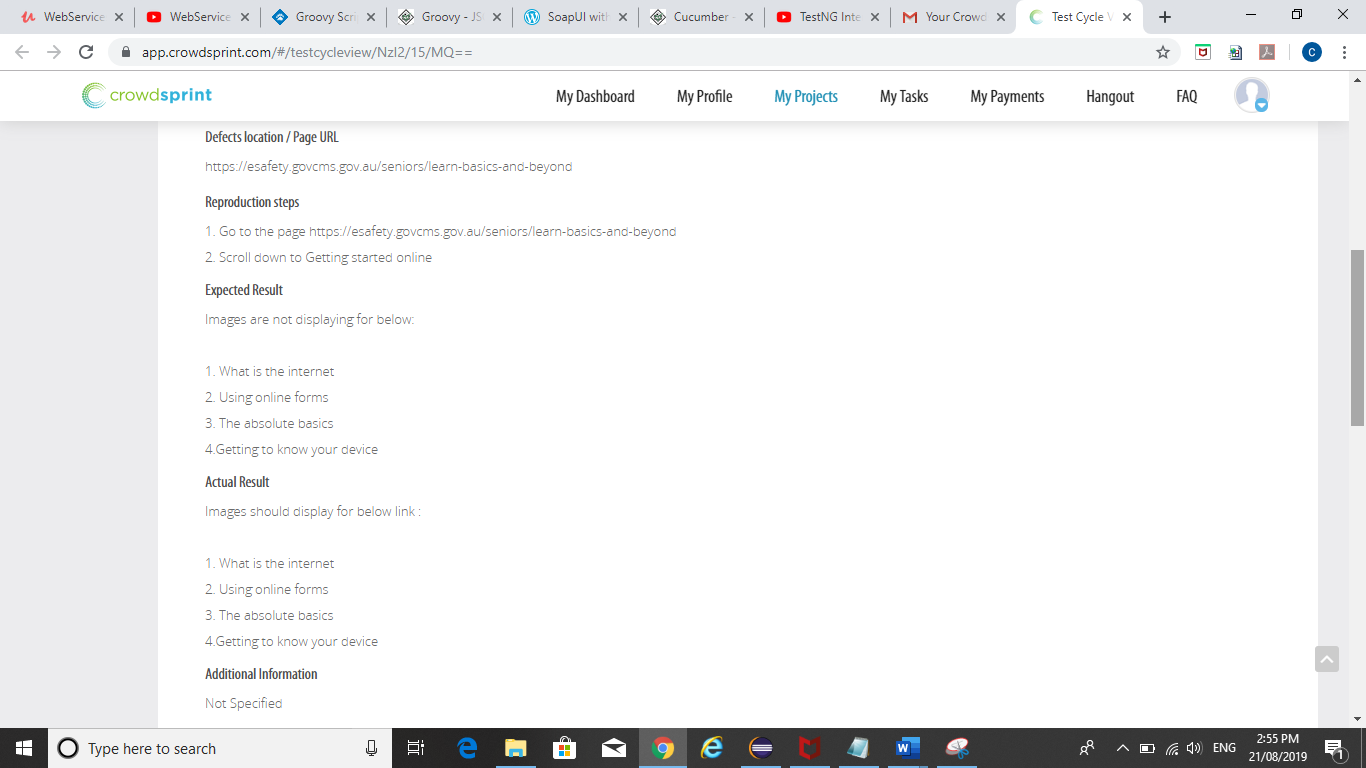 WebService
WebService
Groovy Scri
Groovy - JS
SoapUI with
Cucumber -
TestNG Inte
Your Crowd
Test Cycle V
app.crowdsprint.com/#/testcycleview/NzI2/15/MQ==
C
crowdsprint
My Dashboard
My Profile
My Projects
My Tasks
My Payments
Hangout
FAQ
Defects location / Page URL
https://esafety.govcms.gov.au/seniors/learn-basics-and-beyond
Reproduction steps
1. Go to the page https://esafety.govcms.gov.au/seniors/learn-basics-and-beyond
2. Scroll down to Getting started online
Expected Result
Images are not displaying for below:
1. What is the internet
2. Using online forms
3. The absolute basics
4.Getting to know your device
Actual Result
Images should display for below link :
1. What is the internet
2. Using online forms
3. The absolute basics
4.Getting to know your device
Additional Information
Not Specified
Type here to search
ENG
2:55 PM
21/08/2019
1